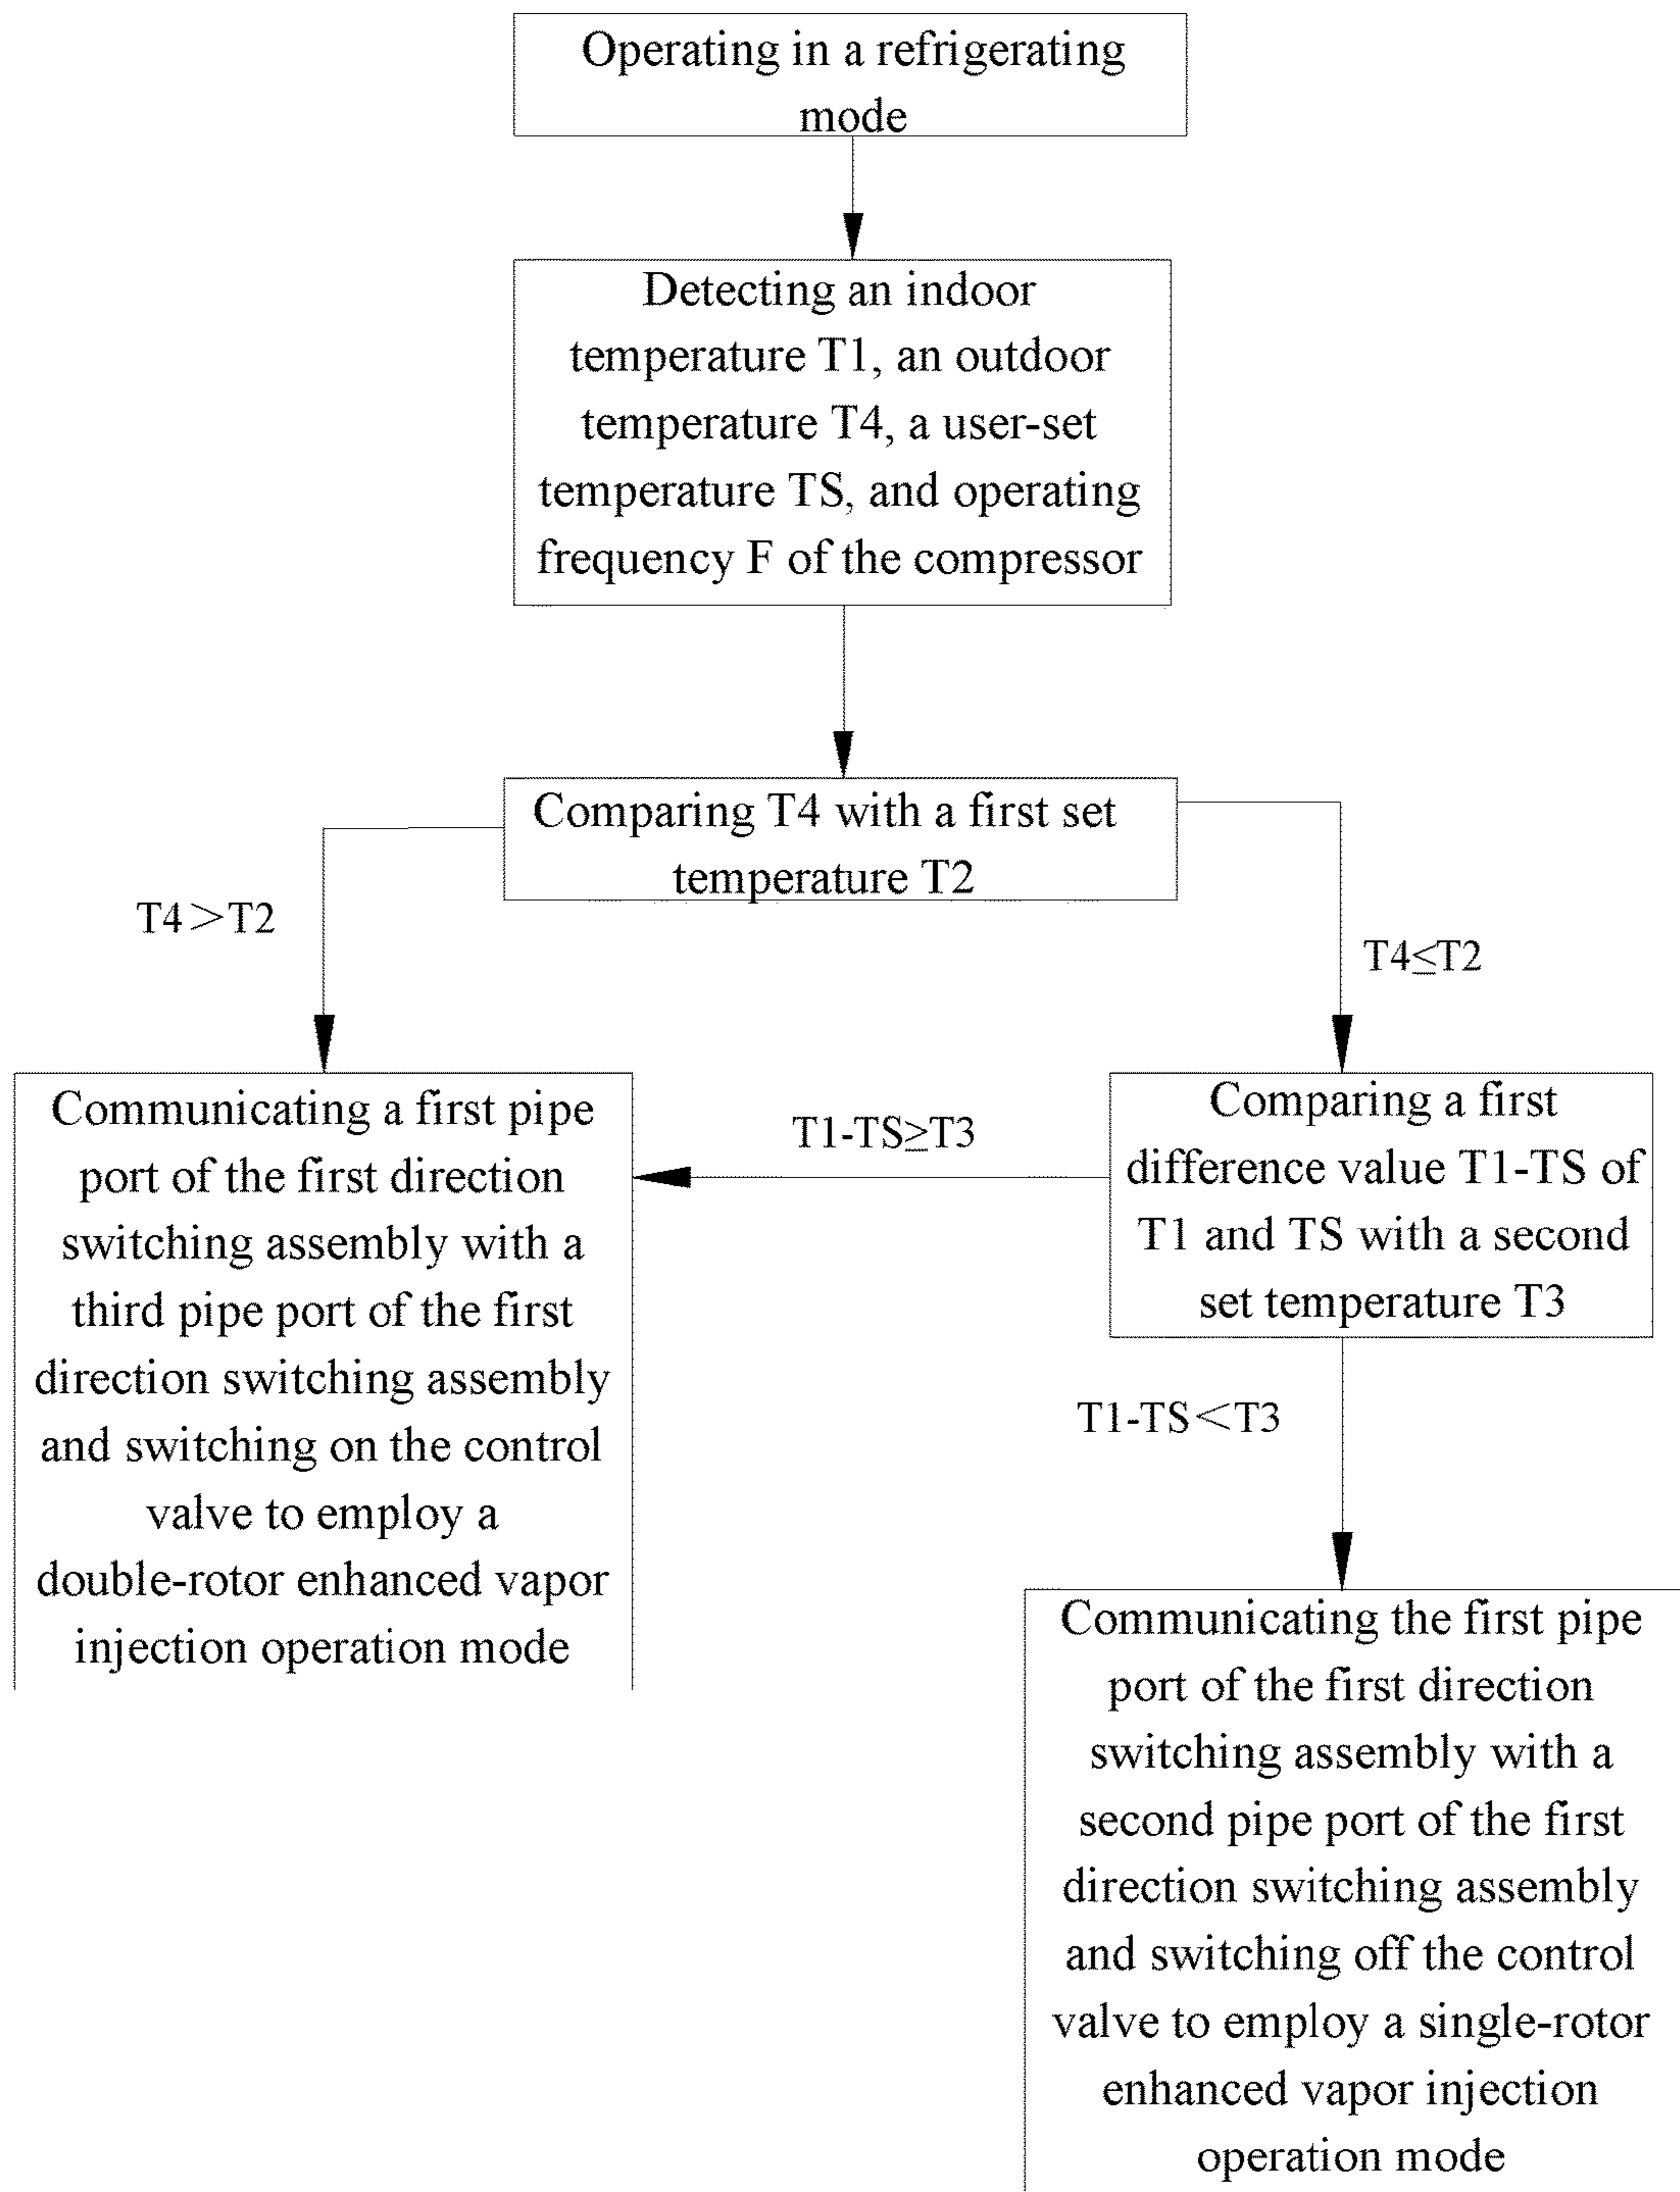 Operating in a refrigerating
mode
Detecting an indoor
temperature T1, an outdoor
temperature T4, a user-set
temperature TS, and operating
frequency F of the compressor
Comparing T4 with a first set
temperature T2
T4＞T2
T4≤T2
Communicating a first pipe
port of the first direction
switching assembly with a
third pipe port of the first
direction switching assembly
and switching on the control
valve to employ a
double-rotor enhanced vapor
injection operation mode
T1-TS≥T3
Comparing a first
difference value T1-TS of
T1 and TS with a second
set temperature T3
T1-TS＜T3
Communicating the first pipe
port of the first direction
switching assembly with a
second pipe port of the first
direction switching assembly
and switching off the control
valve to employ a single-rotor
enhanced vapor injection
operation mode